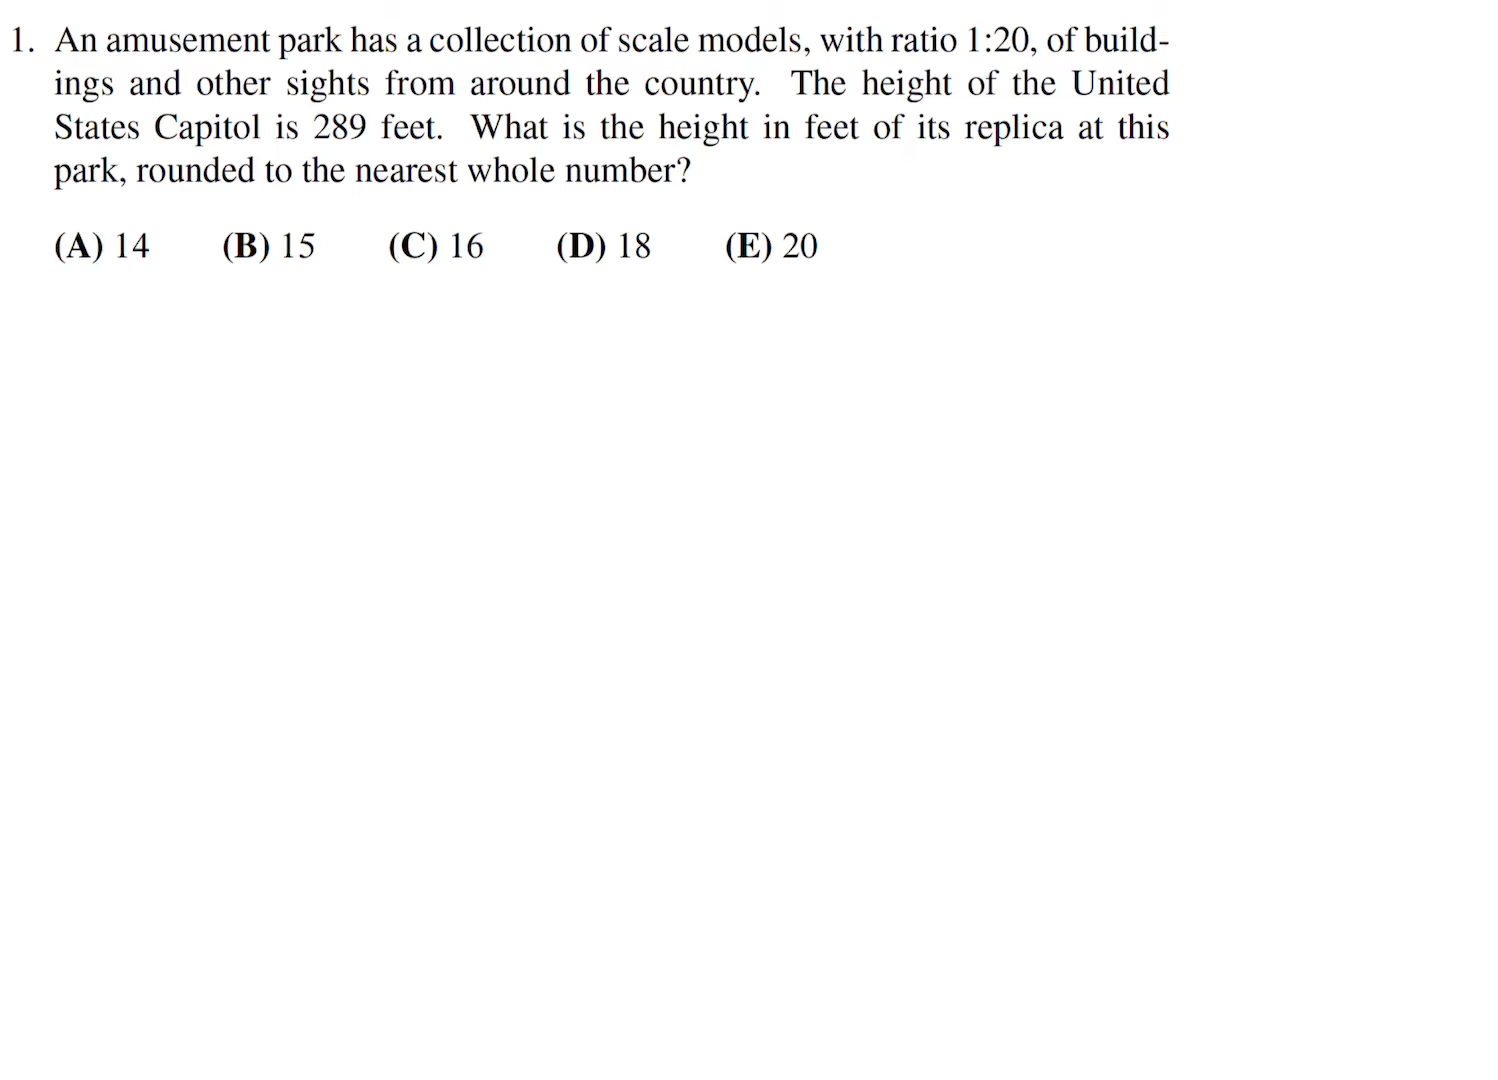 1. An amusement park has a collection of scale models, with ratio 1:20, of build-
ings and other sights from around the country. The height of the United
States Capitol is 289 feet. What is the height in feet of its replica at this
park, rounded to the nearest whole number?
(A) 14 (B) 15 (C) 16 (D) 18 (E) 20